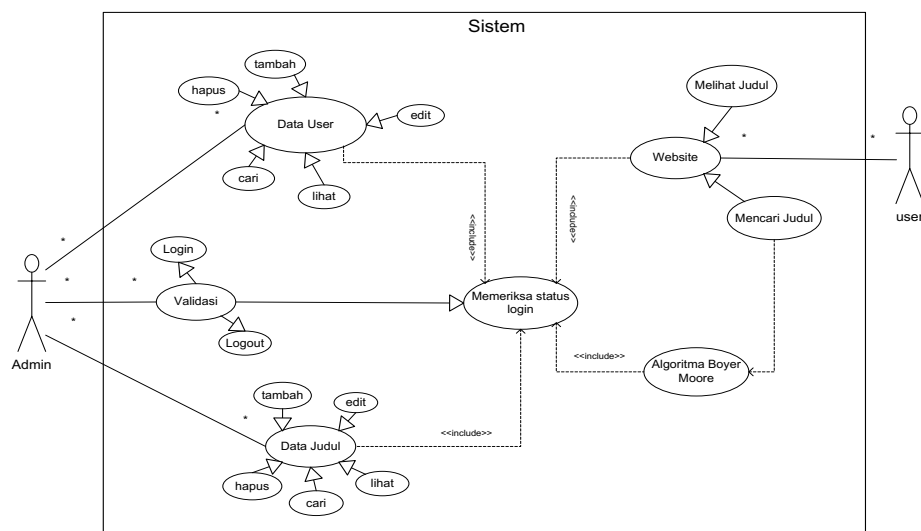 Sistem
tambah
hapus
Data User
edit
cari
lihat
*
*
Melihat Judul
Website
*
*
Mencari Judul
user
<<include>>
<<include>>
Login
Validasi
Logout
*
*
*
Admin
Memeriksa status
login
<<include>>
Algoritma Boyer
Moore
tambah
edit
*
Data Judul
<<include>>
hapus
cari
lihat